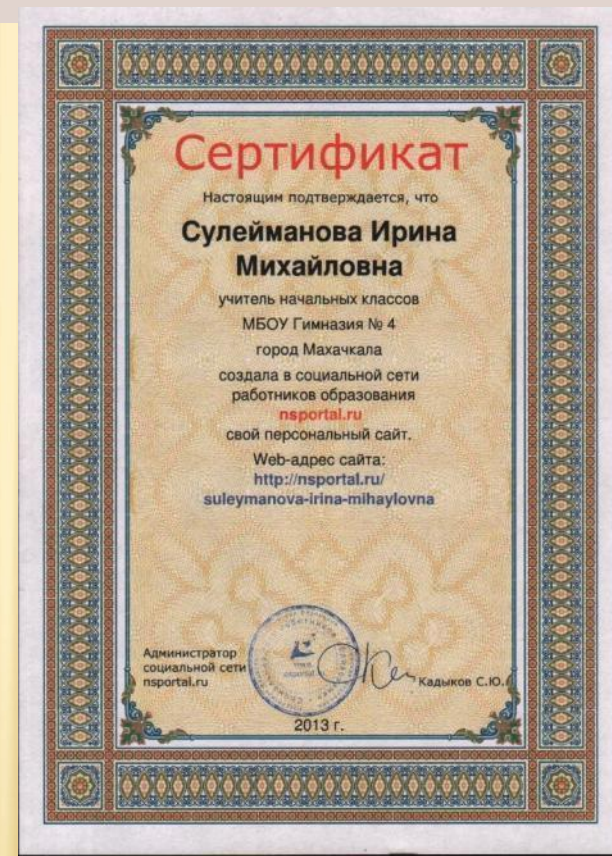 Сертификат
Настоящим подтверждается, что
Сулейманова Ирина
Михайловна
учитель начальных классов
МБОУ Гимназия № 4
город Махачкала
создала в социальной сети
работников образования
nsportal.ru
свой персональный сайт.
Web-адрес сайта:
http://nsportal.ru/
suleymanova-irina-mihaylovna
Администратор
социальной сети
nsportal.ru
Кадыков С.Ю.
2013 г.